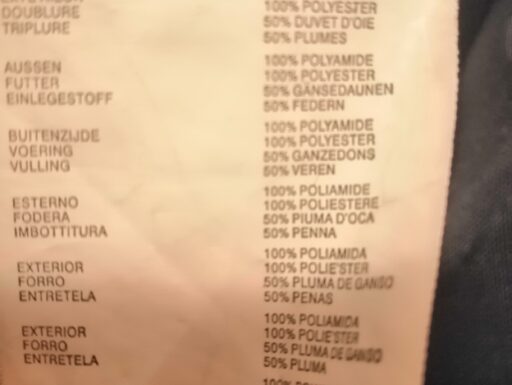 DOUBLURE 100% POLYESTER
TRIPLURE 50% DUVET D'OIE
50% PLUMES
AUSSEN 100% POLYAMIDE
FUTTER 100% POLYESTER
EINLEGESTOFF 50% GÄNSEDAUNEN
50% FEDERN
BUITENZIJDE 100% POLYAMIDE
VOERING 100% POLYESTER
VULLING 50% GANZEDONS
50% VEREN
ESTERNO 100% POLIAMIDE
FODERA 100% POLIESTERE
IMBOTTITURA 50% PIUMA D'OCA
50% PENNA
EXTERIOR 100% POLIAMIDA
FORRO 100% POLIE'STER
ENTRETELA 50% PLUMA DE GANSO
50% PENAS
EXTERIOR 100% POLIAMIDA
FORRO 100% POLIE'STER
ENTRETELA 50% PLUMA DE GANSO
50% PLUMA